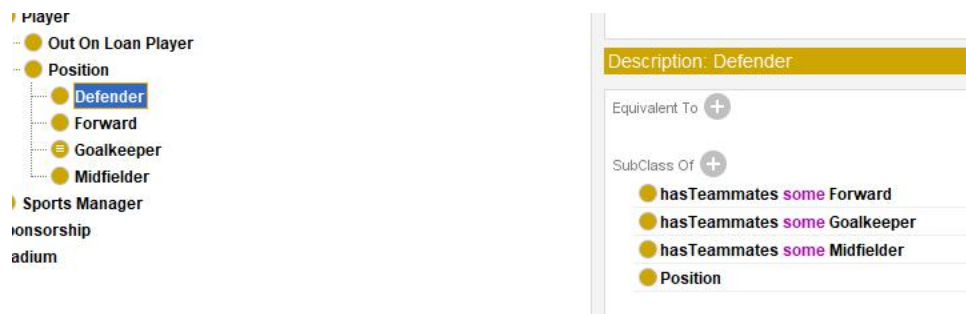 Player
Out On Loan Player
Position
Defender
Forward
Goalkeeper
Midfielder
Sports Manager
onsorship
adium
Description: Defender
Equivalent To
SubClass Of
hasTeammates some Forward
hasTeammates some Goalkeeper
hasTeammates some Midfielder
Position